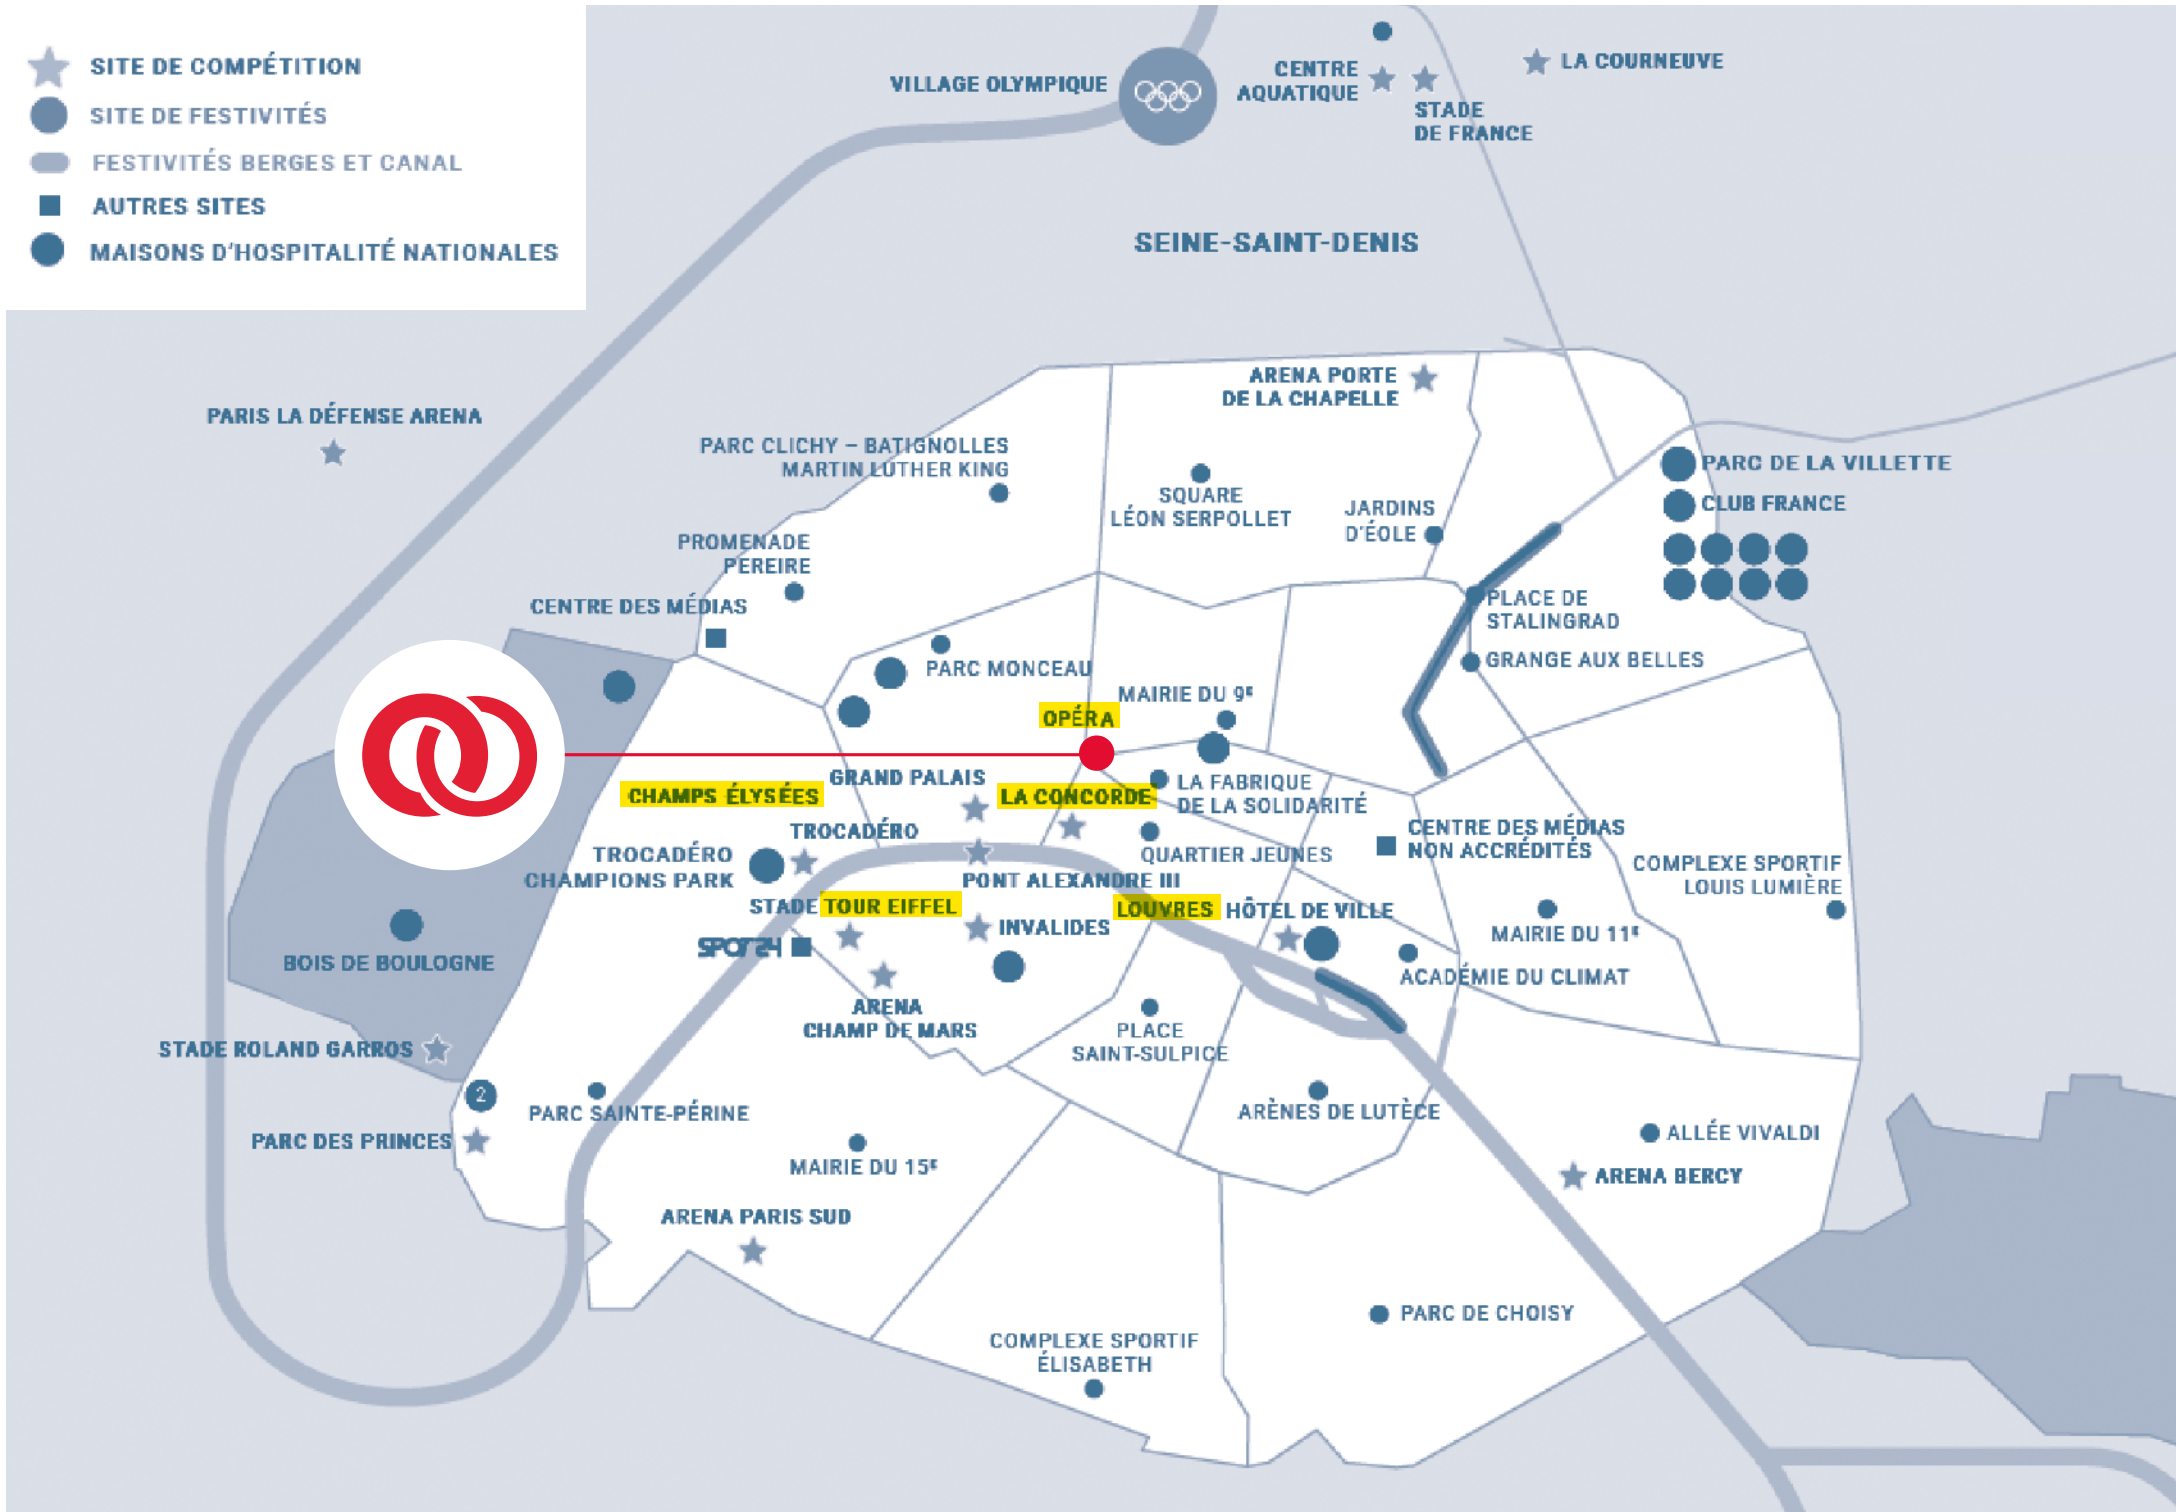 SITE DE COMPÉTITION
SITE DE FESTIVITÉS
FESTIVITÉS BERGES ET CANAL
AUTRES SITES
MAISONS D'HOSPITALITÉ NATIONALES
VILLAGE OLYMPIQUE
CENTRE
AQUATIQUE
STADE
DE FRANCE
LA COURNEUVE
SEINE-SAINT-DENIS
PARIS LA DÉFENSE ARENA
ARENA PORTE
DE LA CHAPELLE
PARC CLICHY – BATIGNOLLES
MARTIN LUTHER KING
SQUARE
LÉON SERPOLLET
JARDINS
D'ÉOLE
PARC DE LA VILLETTE
CLUB FRANCE
PROMENADE
PEREIRE
CENTRE DES MÉDIAS
PLACE DE
STALINGRAD
GRANGE AUX BELLES
PARC MONCEAU
MAIRIE DU 9E
OPÉRA
GRAND PALAIS
CHAMPS ÉLYSÉES
LA CONCORDE
LA FABRIQUE
DE LA SOLIDARITÉ
TROCADÉRO
TROCADÉRO
CHAMPIONS PARK
QUARTIER JEUNES
CENTRE DES MÉDIAS
NON ACCRÉDITÉS
COMPLEXE SPORTIF
LOUIS LUMIÈRE
PONT ALEXANDRE III
STADE TOUR EIFFEL
LOUVRES
HÔTEL DE VILLE
INVALIDES
SPOT24
MAIRIE DU 11E
BOIS DE BOULOGNE
ACADÉMIE DU CLIMAT
ARENA
CHAMP DE MARS
PLACE
SAINT-SULPICE
STADE ROLAND GARROS
2
PARC SAINTE-PÉRINE
ARÈNES DE LUTÈCE
PARC DES PRINCES
MAIRIE DU 15E
ALLÉE VIVALDI
ARENA BERCY
ARENA PARIS SUD
PARC DE CHOISY
COMPLEXE SPORTIF
ÉLISABETH